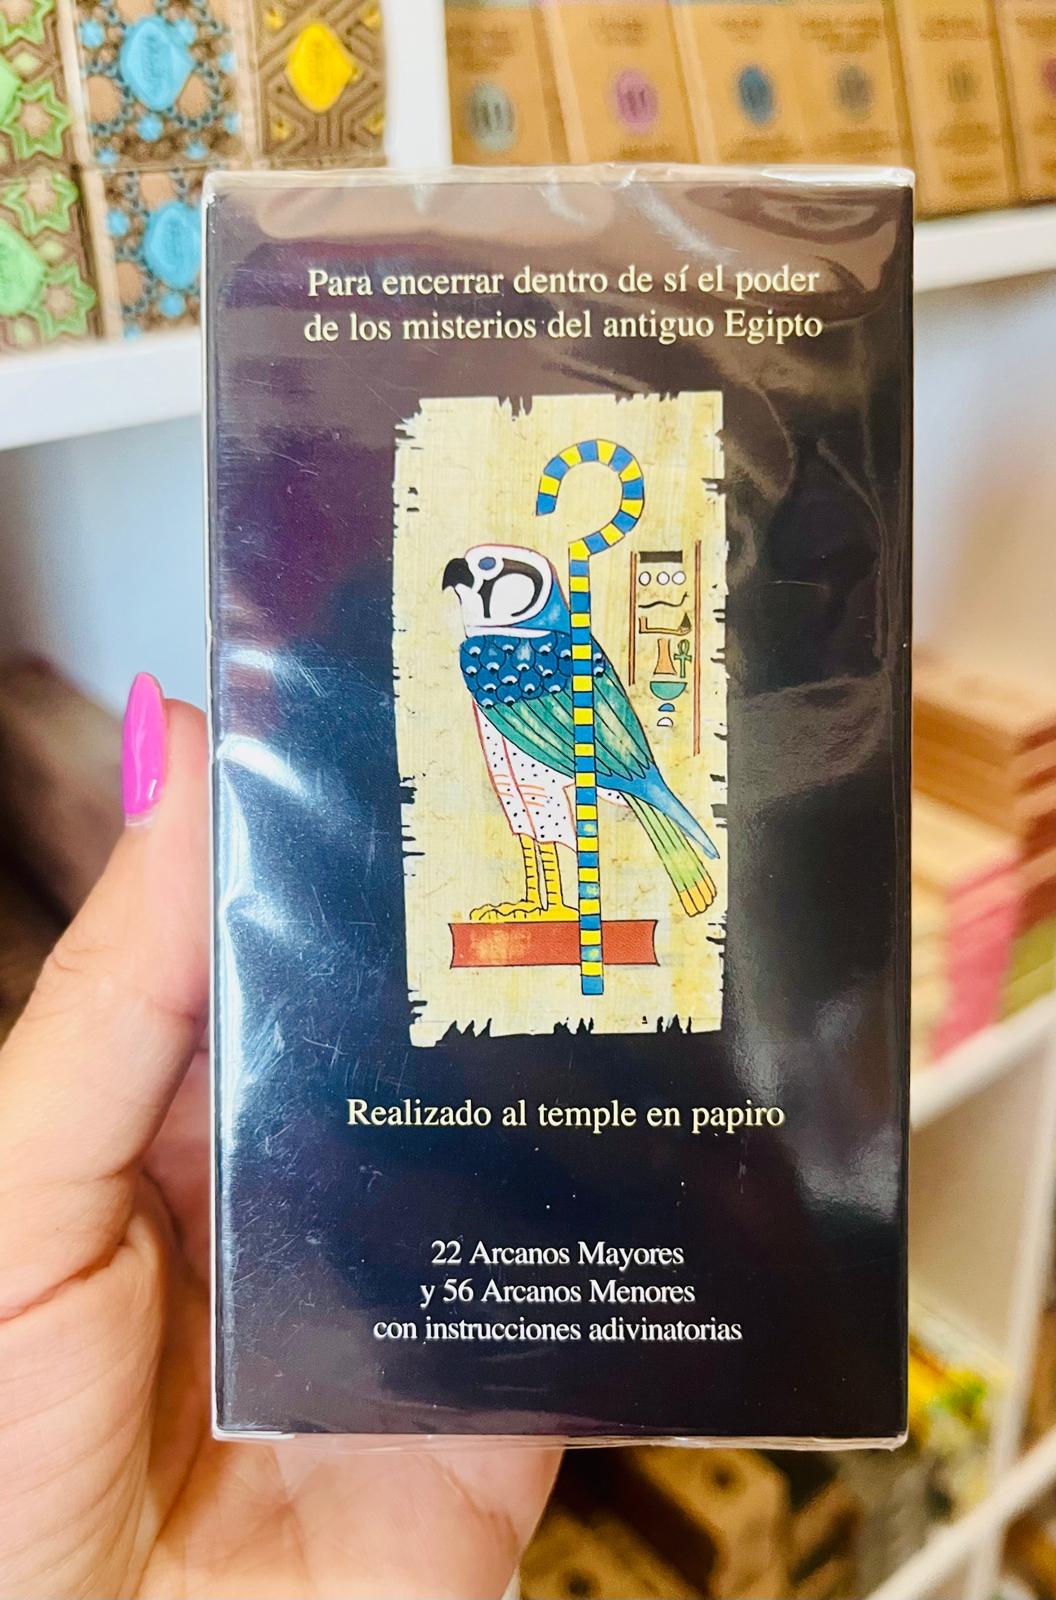 Para encerrar dentro de sí el poder
de los misterios del antiguo Egipto
Realizado al temple en papiro
22 Arcanos Mayores
y 56 Arcanos Menores
con instrucciones adivinatorias